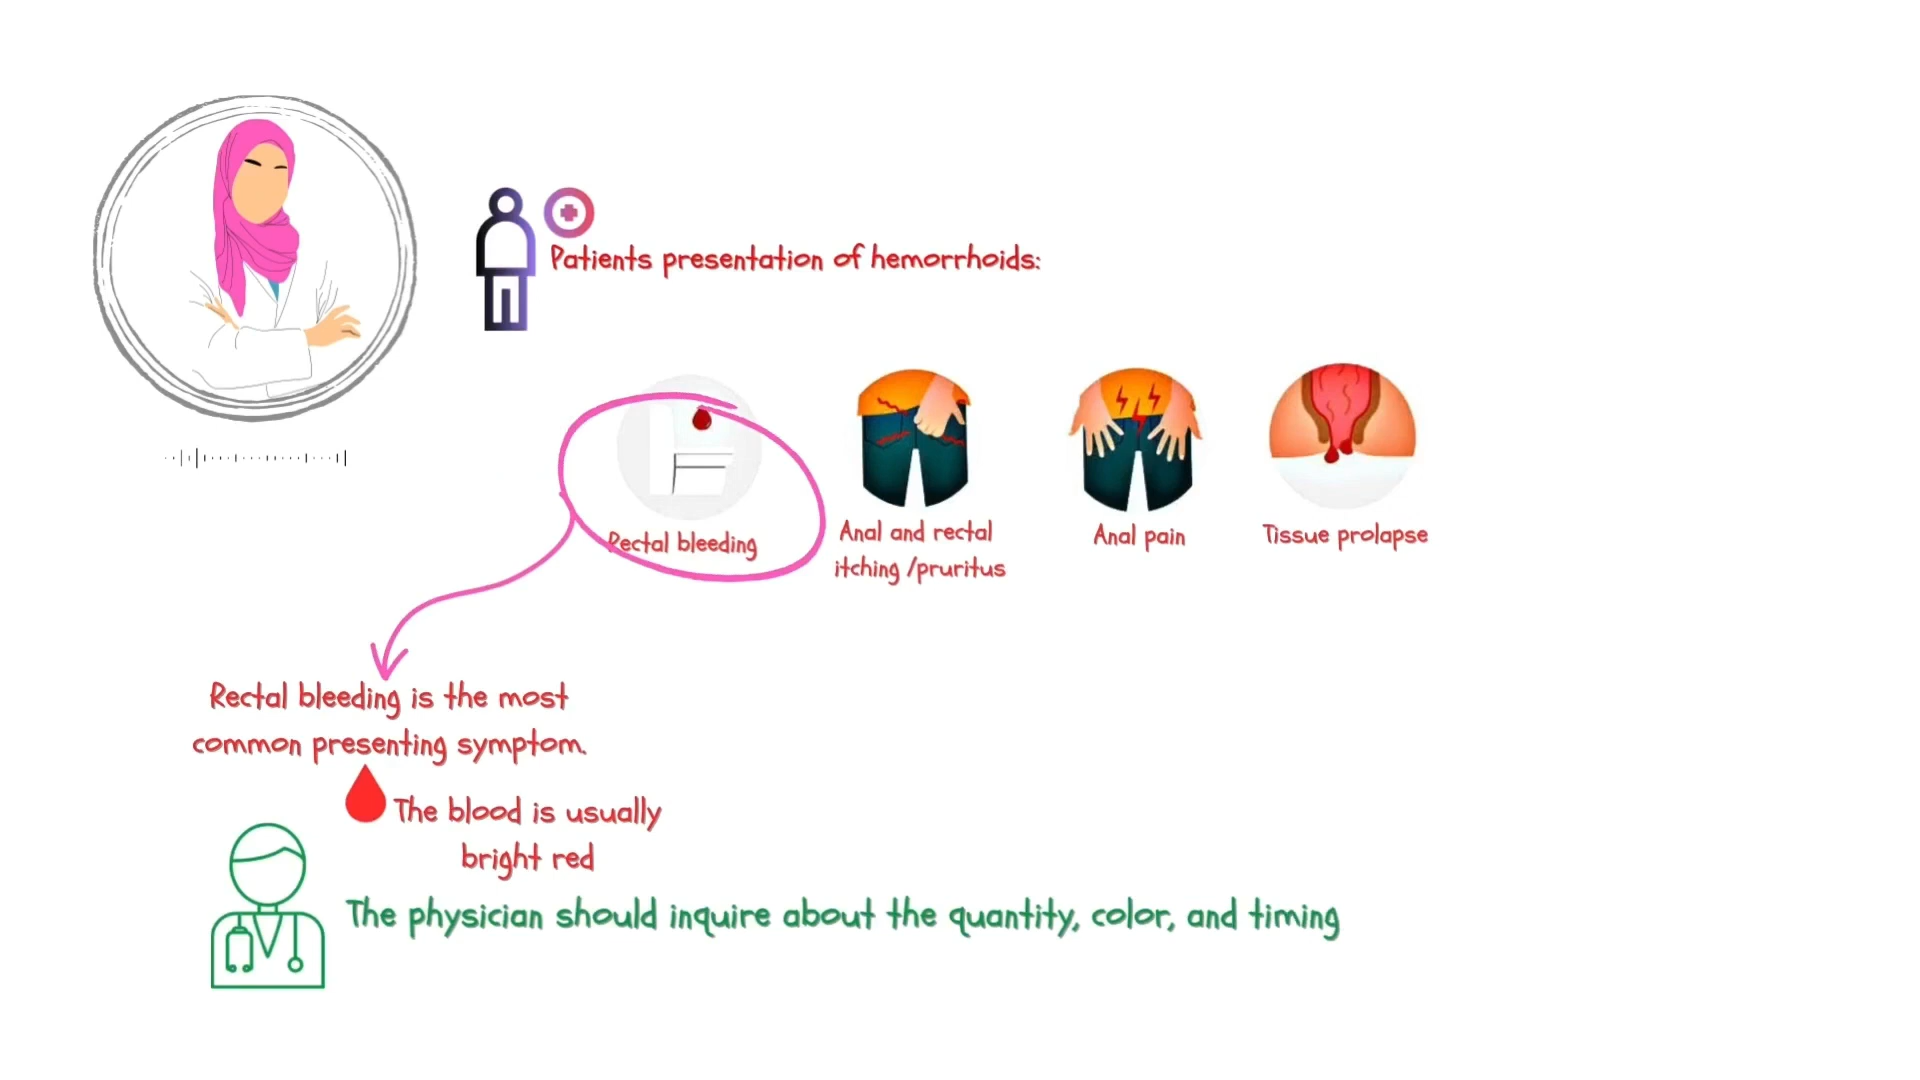 Patients presentation of hemorrhoids:
Rectal bleeding
Anal and rectal
itching /pruritus
Anal pain
Tissue prolapse
Rectal bleeding is the most
common presenting symptom.
The blood is usually
bright red
The physician should inquire about the quantity, color, and timing